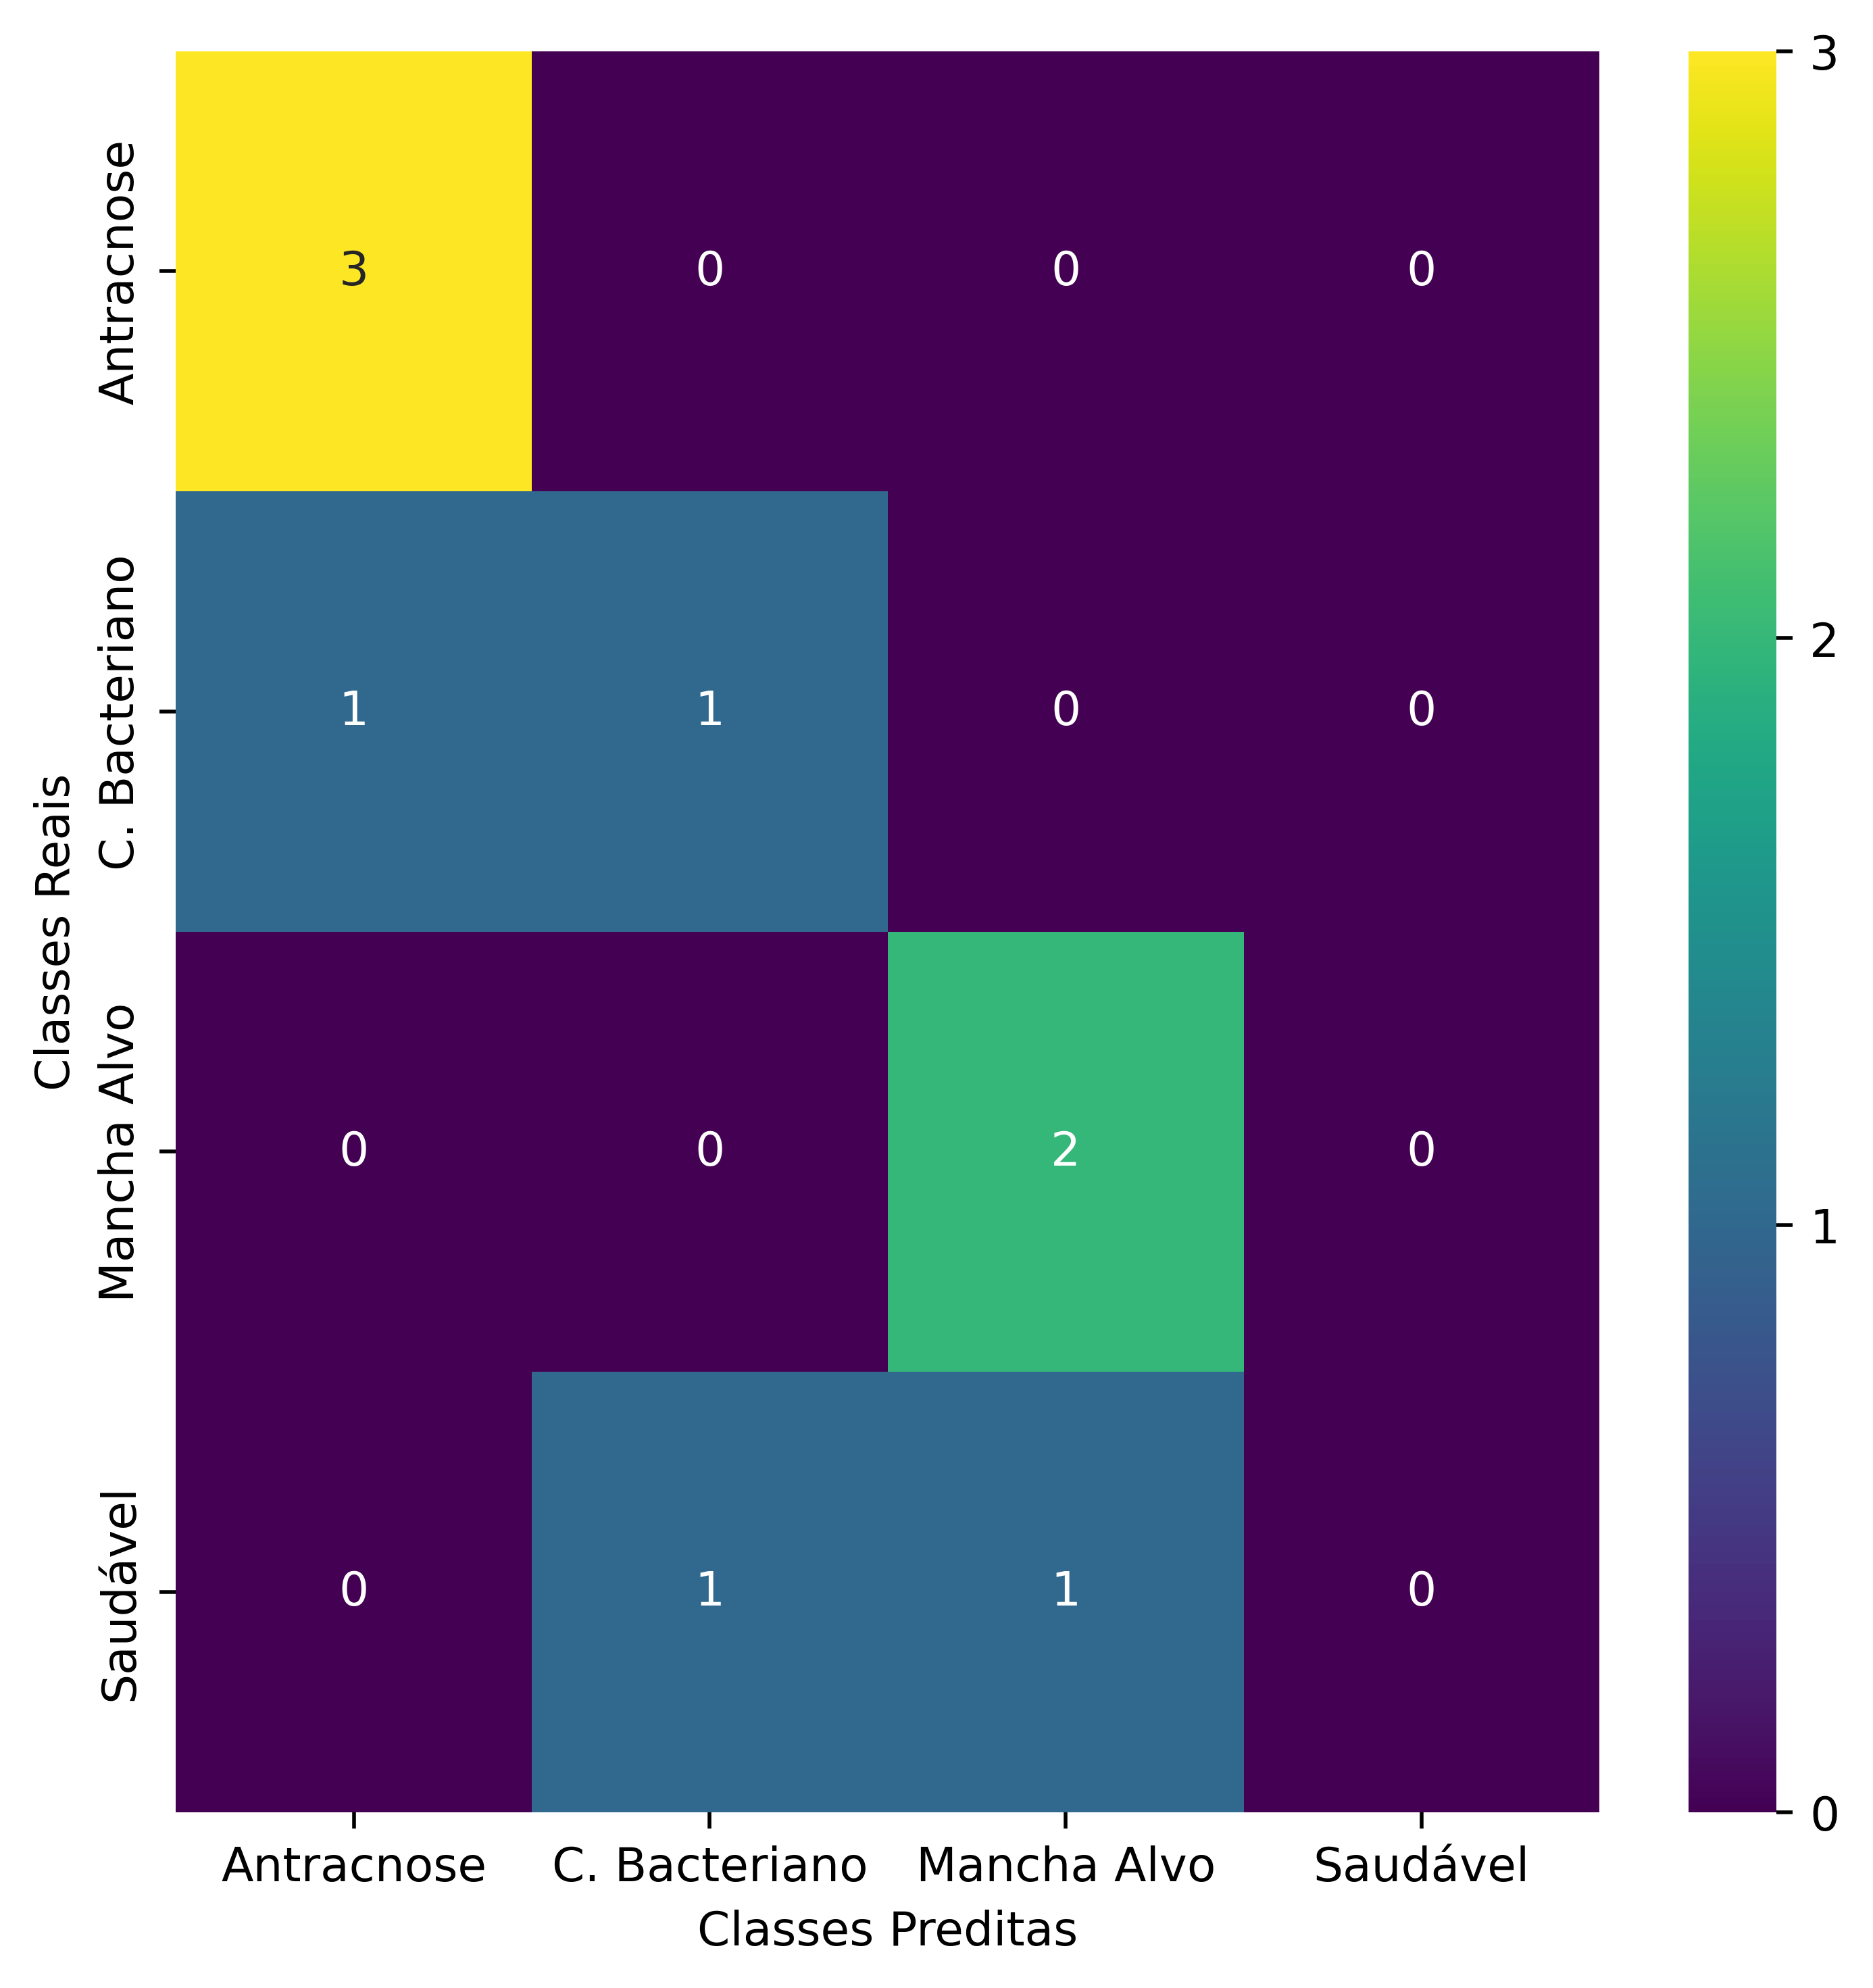 Classes Reais
Antracnose
3 0 0 0
C. Bacteriano
1 1 0 0
Mancha Alvo
0 0 2 0
Saudável
0 1 1 0
Antracnose C. Bacteriano Mancha Alvo Saudável
Classes Preditas
3
2
1
0